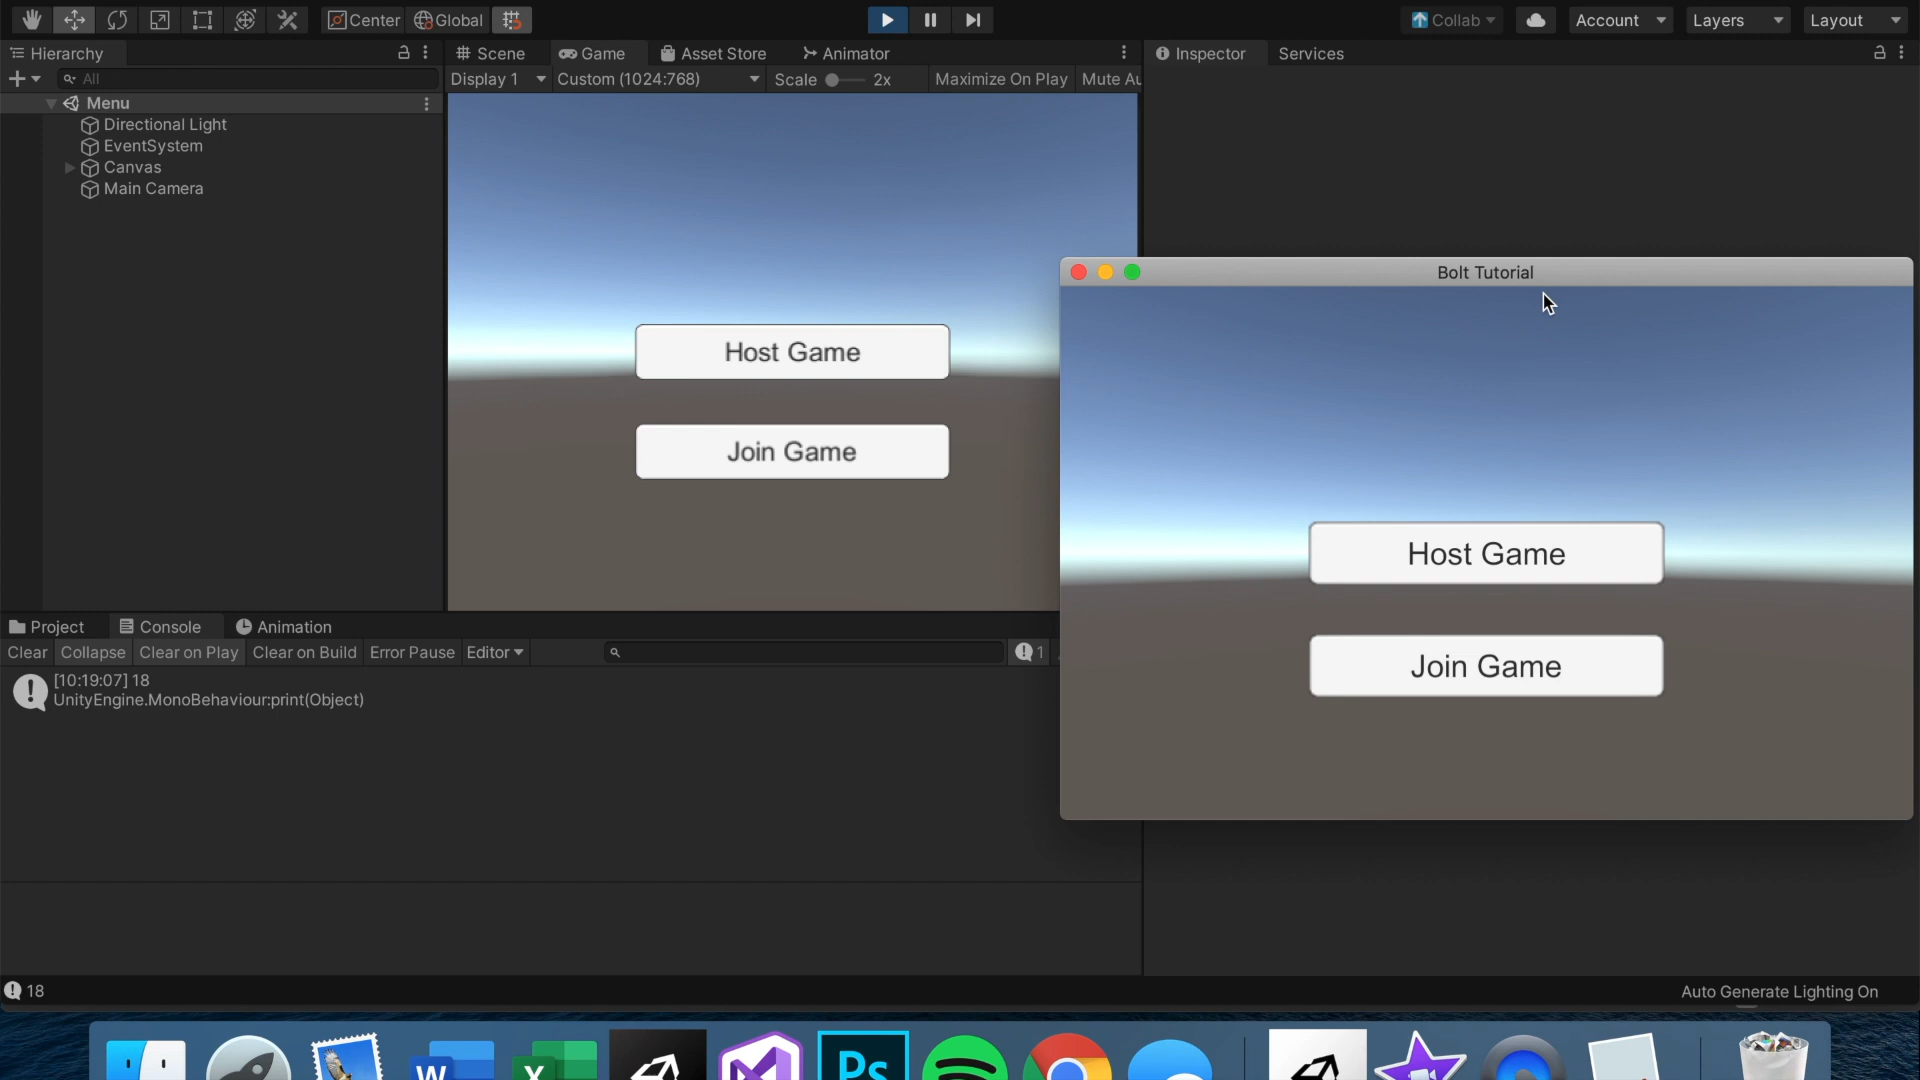 Center
Global
Collab
Account
Layers
Layout
Hierarchy
Scene
Game
Asset Store
Animator
Inspector
Services
All
Display 1
Custom (1024:768)
Scale
2x
Maximize On Play
Mute Au
Menu
Directional Light
EventSystem
Canvas
Main Camera
Host Game
Join Game
Bolt Tutorial
Host Game
Join Game
Project
Console
Animation
Clear
Collapse
Clear on Play
Clear on Build
Error Pause
Editor
1
[10:19:07] 18
UnityEngine.MonoBehaviour:print(Object)
18
Auto Generate Lighting On
W
X
Ps